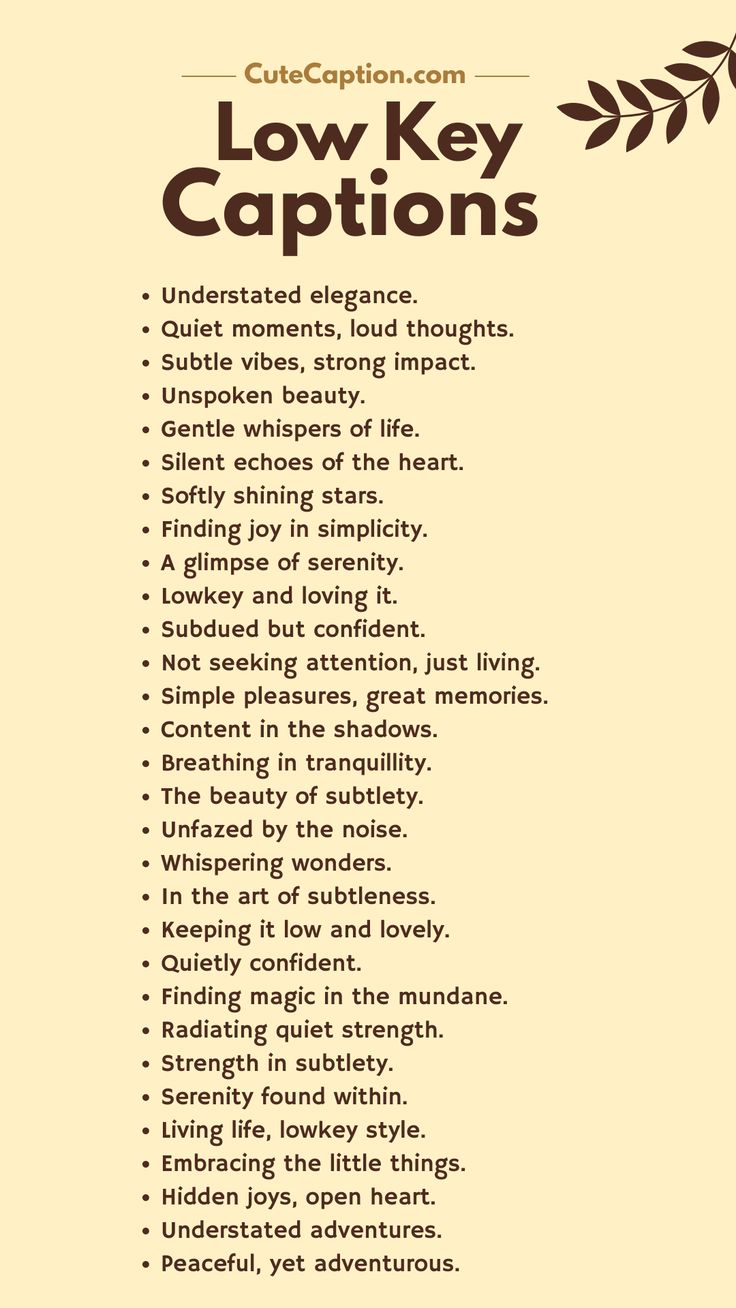 CuteCaption.com
Low Key
Captions
• Understated elegance.
• Quiet moments, loud thoughts.
• Subtle vibes, strong impact.
• Unspoken beauty.
• Gentle whispers of life.
• Silent echoes of the heart.
• Softly shining stars.
• Finding joy in simplicity.
• A glimpse of serenity.
• Lowkey and loving it.
• Subdued but confident.
• Not seeking attention, just living.
• Simple pleasures, great memories.
• Content in the shadows.
• Breathing in tranquillity.
• The beauty of subtlety.
• Unfazed by the noise.
• Whispering wonders.
• In the art of subtleness.
• Keeping it low and lovely.
• Quietly confident.
• Finding magic in the mundane.
• Radiating quiet strength.
• Strength in subtlety.
• Serenity found within.
• Living life, lowkey style.
• Embracing the little things.
• Hidden joys, open heart.
• Understated adventures.
• Peaceful, yet adventurous.